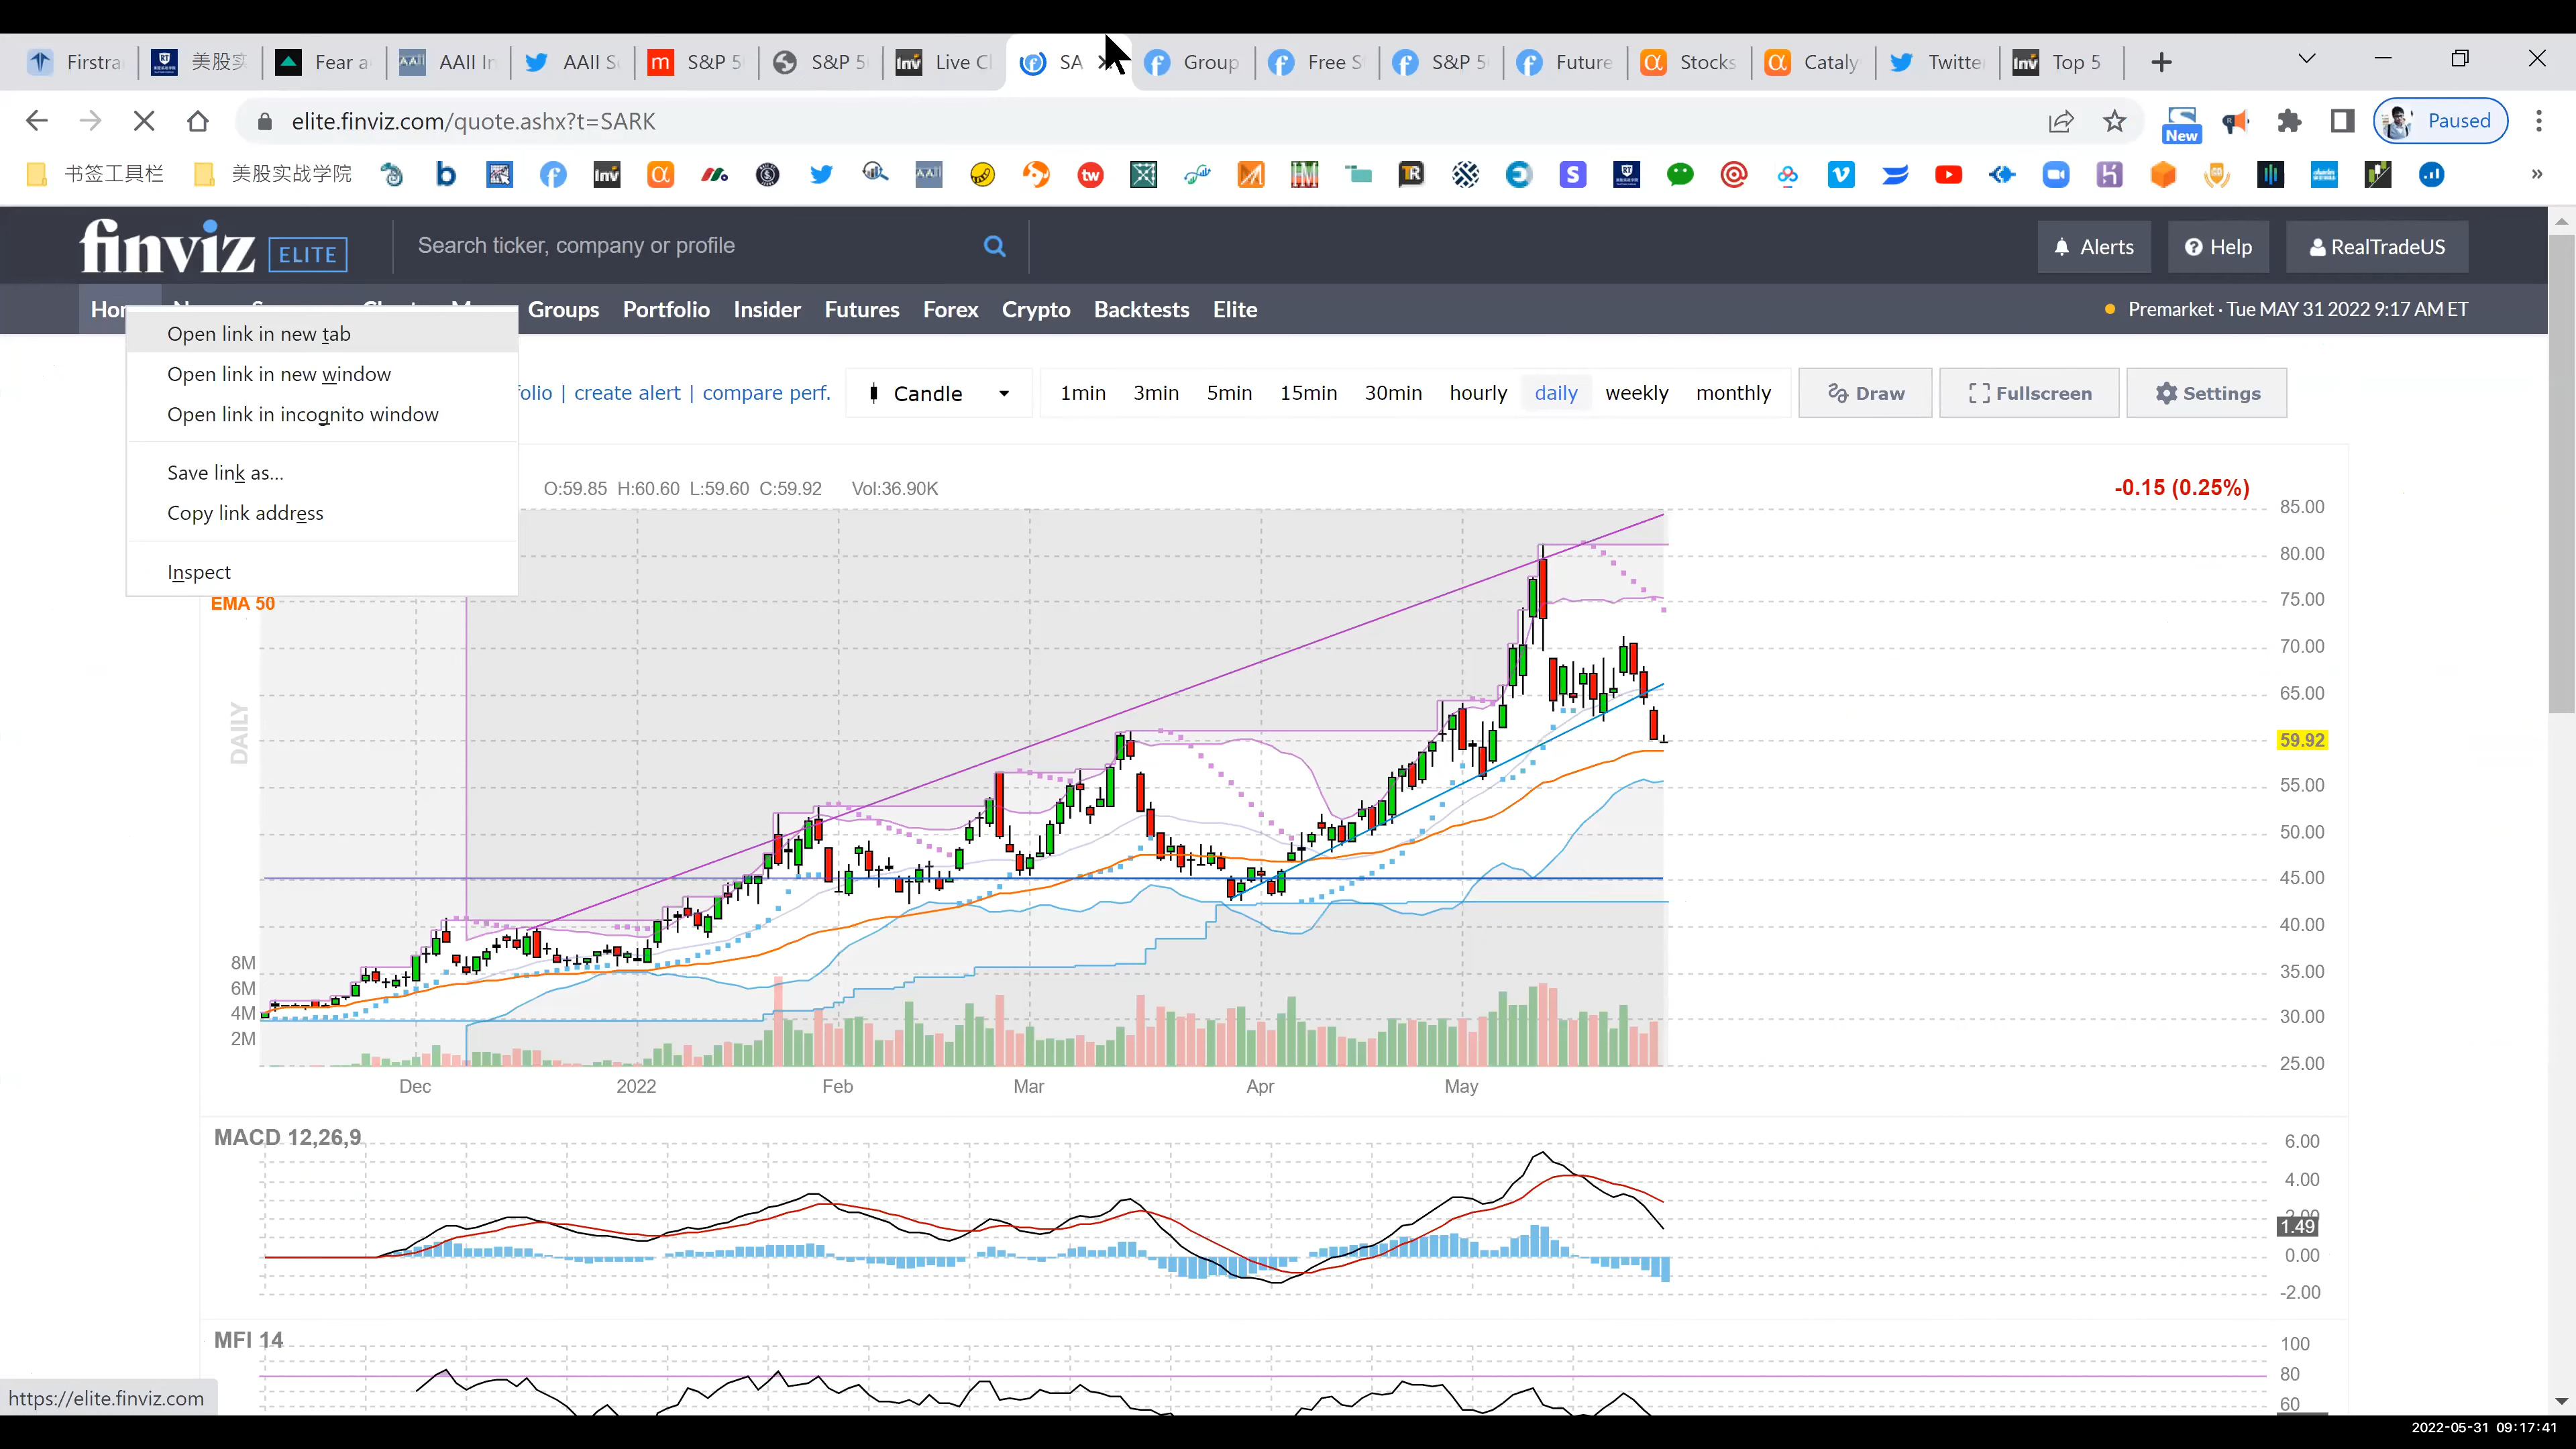 Firstra
美股实
Fear a
AAII In
AAII Se
S&P 5
S&P 5
Live Cl
SA
Group
Free S
S&P 5
Future
Stocks
Cataly
Twitte
Top 5
elite.finviz.com/quote.ashx?t=SARK
New
Paused
书签工具栏
美股实战学院
finviz ELITE
Search ticker, company or profile
Alerts
Help
RealTradeUS
Groups Portfolio Insider Futures Forex Crypto Backtests Elite
Premarket · Tue MAY 31 2022 9:17 AM ET
Open link in new tab
Open link in new window
Open link in incognito window
Save link as...
Copy link address
Inspect
folio | create alert | compare perf.
Candle
1min 3min 5min 15min 30min hourly daily weekly monthly
Draw
Fullscreen
Settings
O:59.85 H:60.60 L:59.60 C:59.92 Vol:36.90K
-0.15 (0.25%)
EMA 50
DAILY
85.00
80.00
75.00
70.00
65.00
59.92
55.00
50.00
45.00
40.00
35.00
30.00
25.00
8M
6M
4M
2M
Dec 2022 Feb Mar Apr May
MACD 12,26,9
6.00
4.00
2.00
1.49
0.00
-2.00
MFI 14
100
80
60
https://elite.finviz.com
2022-05-31 09:17:41